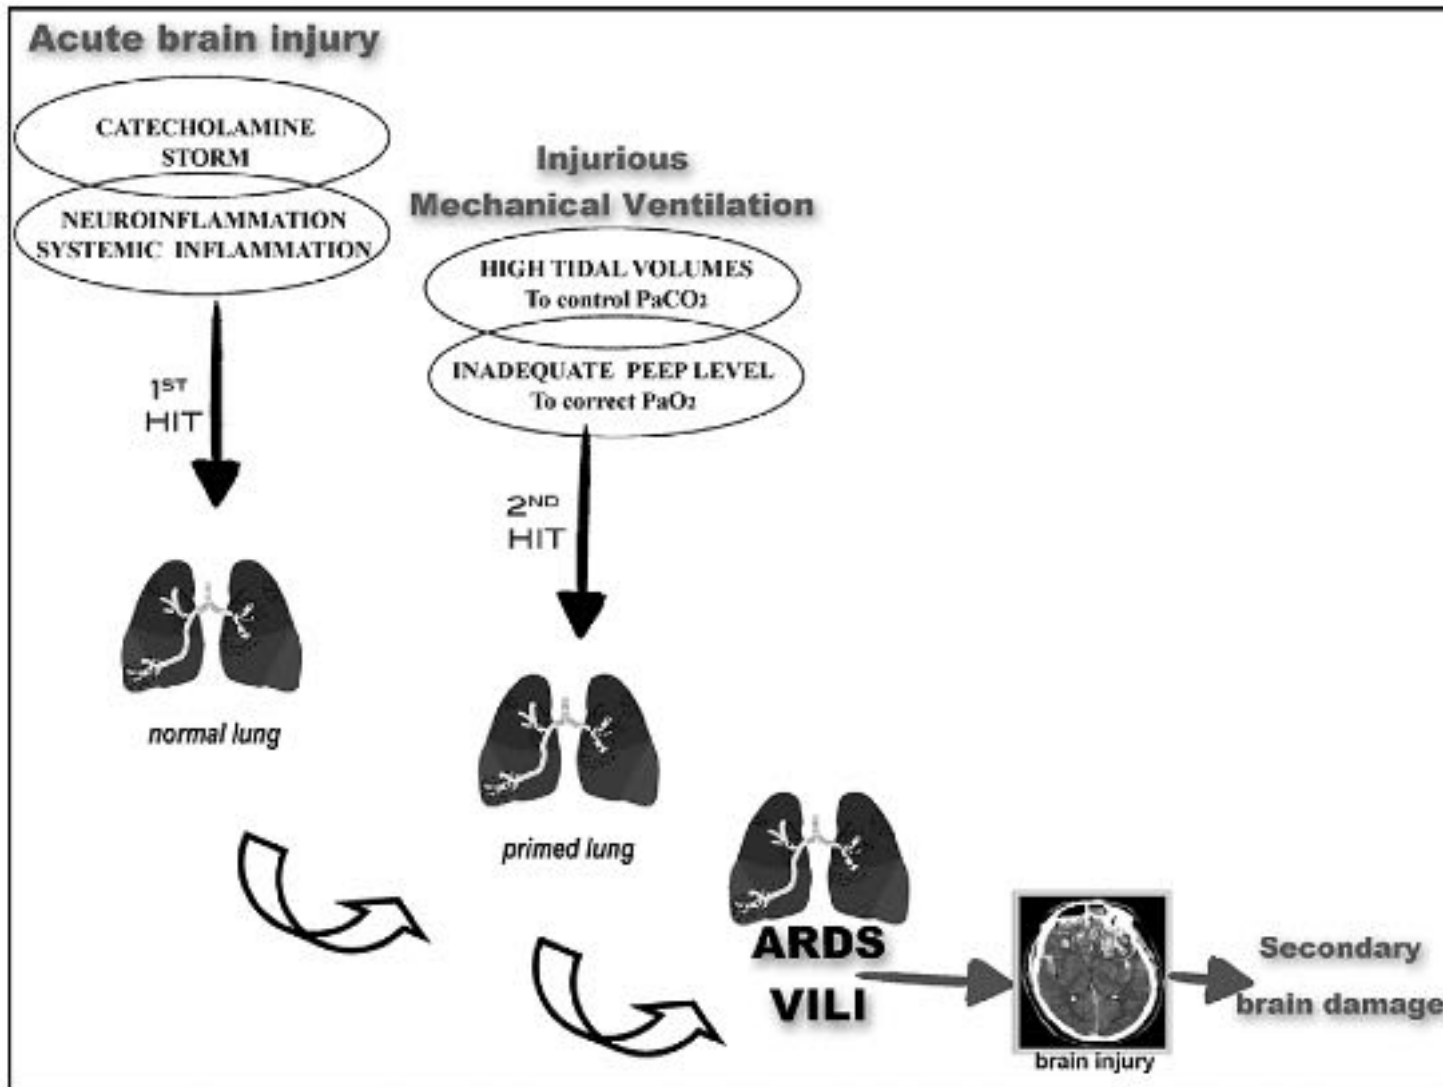 Acute brain injury
CATECHOLAMINE
STORM
NEUROINFLAMMATION
SYSTEMIC INFLAMMATION
1ST
HIT
normal lung
Injurious
Mechanical Ventilation
HIGH TIDAL VOLUMES
To control PaCO2
INADEQUATE PEEP LEVEL
To correct PaO2
2ND
HIT
primed lung
ARDS
VILI
brain injury
Secondary
brain damage